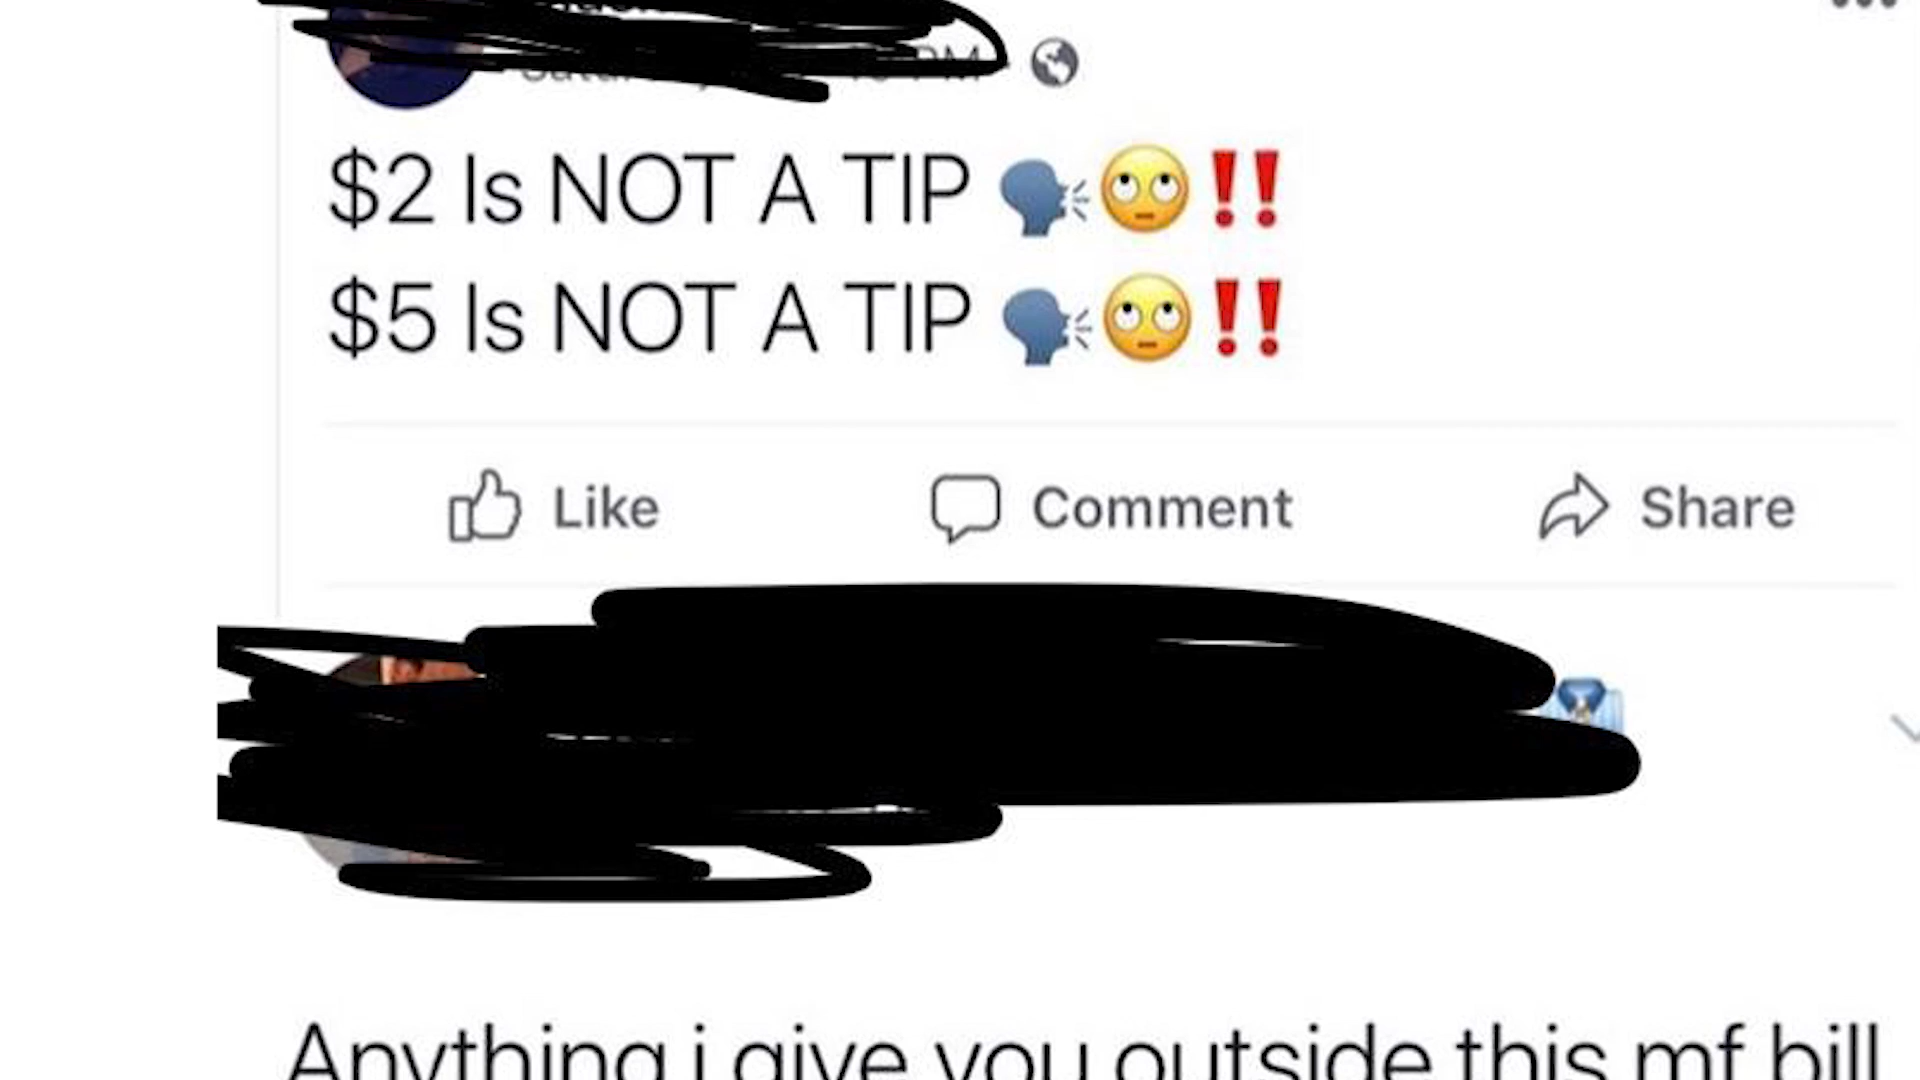 $2 Is NOT A TIP 🗣🙄‼️
$5 Is NOT A TIP 🗣🙄‼️
Like Comment Share
Anything i give you outside this mf bill